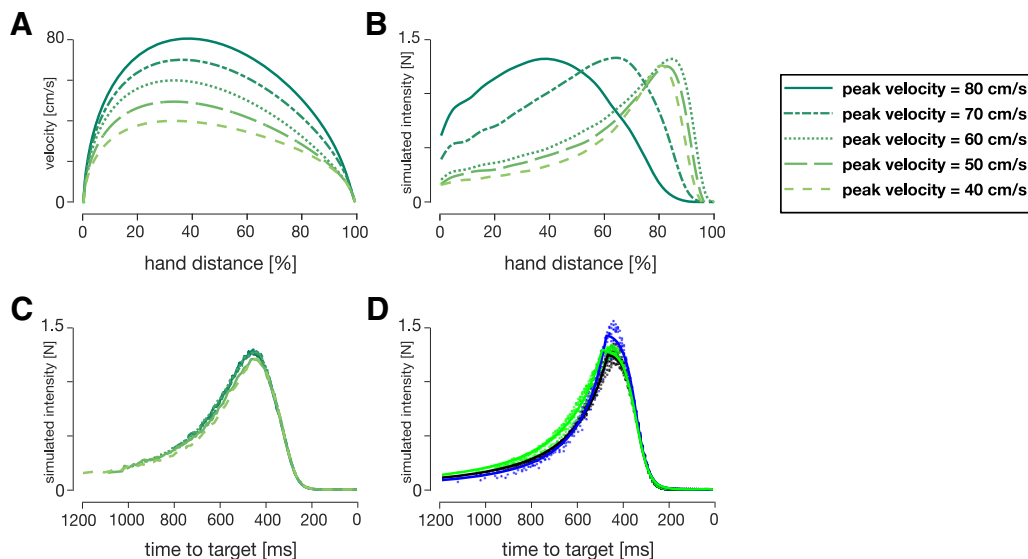 A
80
velocity [cm/s]
0
0 20 40 60 80 100
hand distance [%]
B
1.5
simulated intensity [N]
0
0 20 40 60 80 100
hand distance [%]
peak velocity = 80 cm/s
peak velocity = 70 cm/s
peak velocity = 60 cm/s
peak velocity = 50 cm/s
peak velocity = 40 cm/s
C
1.5
simulated intensity [N]
0
1200 1000 800 600 400 200 0
time to target [ms]
D
1.5
simulated intensity [N]
0
1200 1000 800 600 400 200 0
time to target [ms]